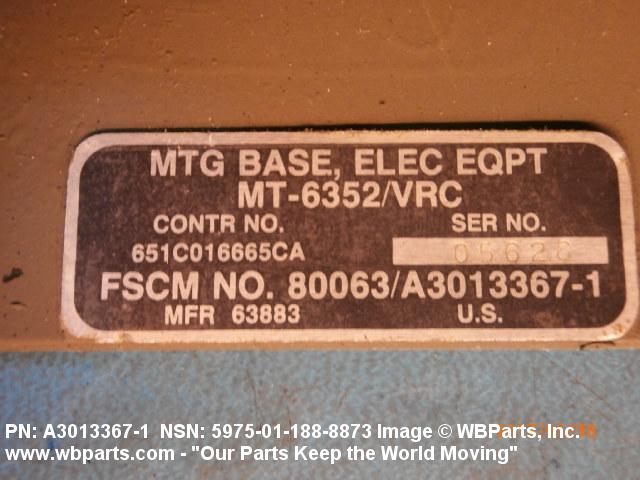 MTG BASE, ELEC EQPT
MT-6352/VRC
CONTR NO. SER NO.
651C016665CA
FSCM NO. 80063/A3013367-1
MFR 63883 U.S.
PN: A3013367-1 NSN: 5975-01-188-8873 Image © WBParts, Inc.
www.wbparts.com - "Our Parts Keep the World Moving"